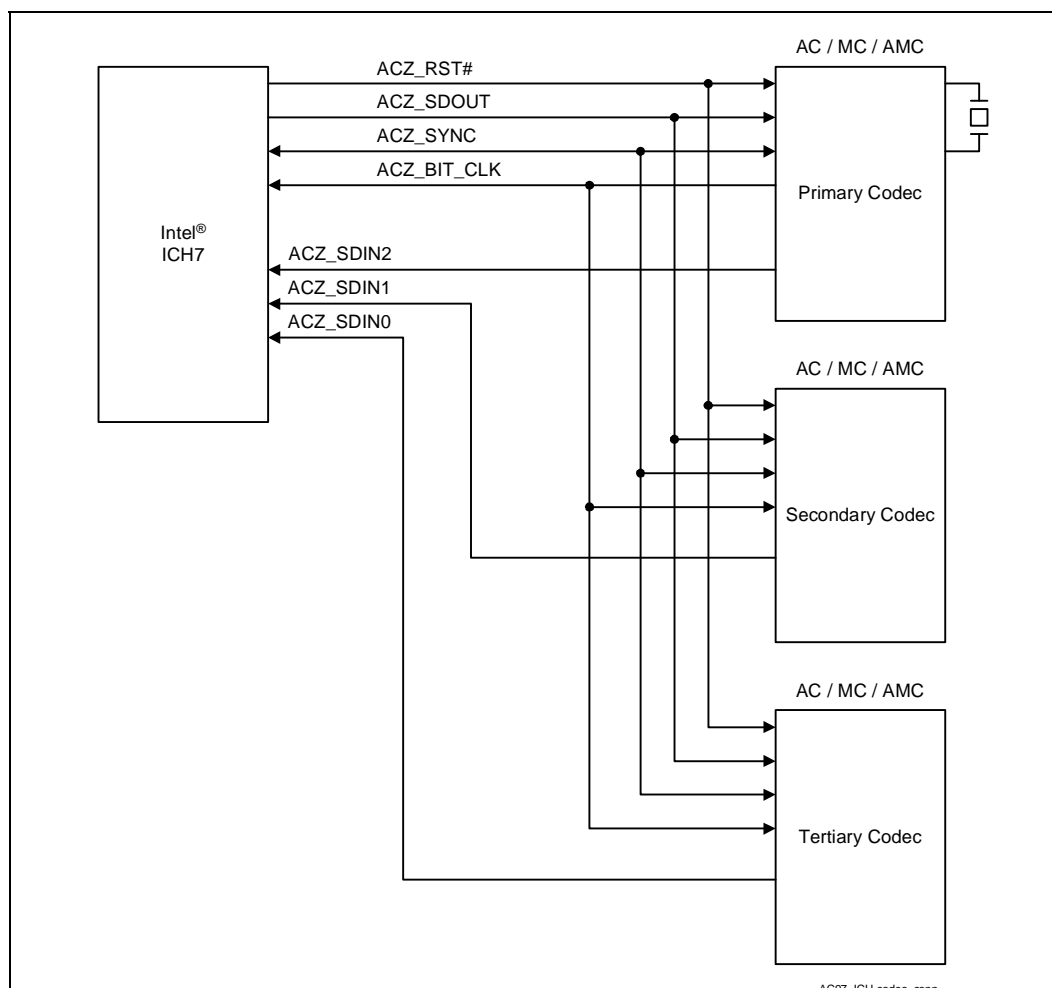 AC / MC / AMC
ACZ_RST#
ACZ_SDOUT
ACZ_SYNC
ACZ_BIT_CLK
Primary Codec
Intel®
ICH7
ACZ_SDIN2
ACZ_SDIN1
ACZ_SDIN0
AC / MC / AMC
Secondary Codec
AC / MC / AMC
Tertiary Codec